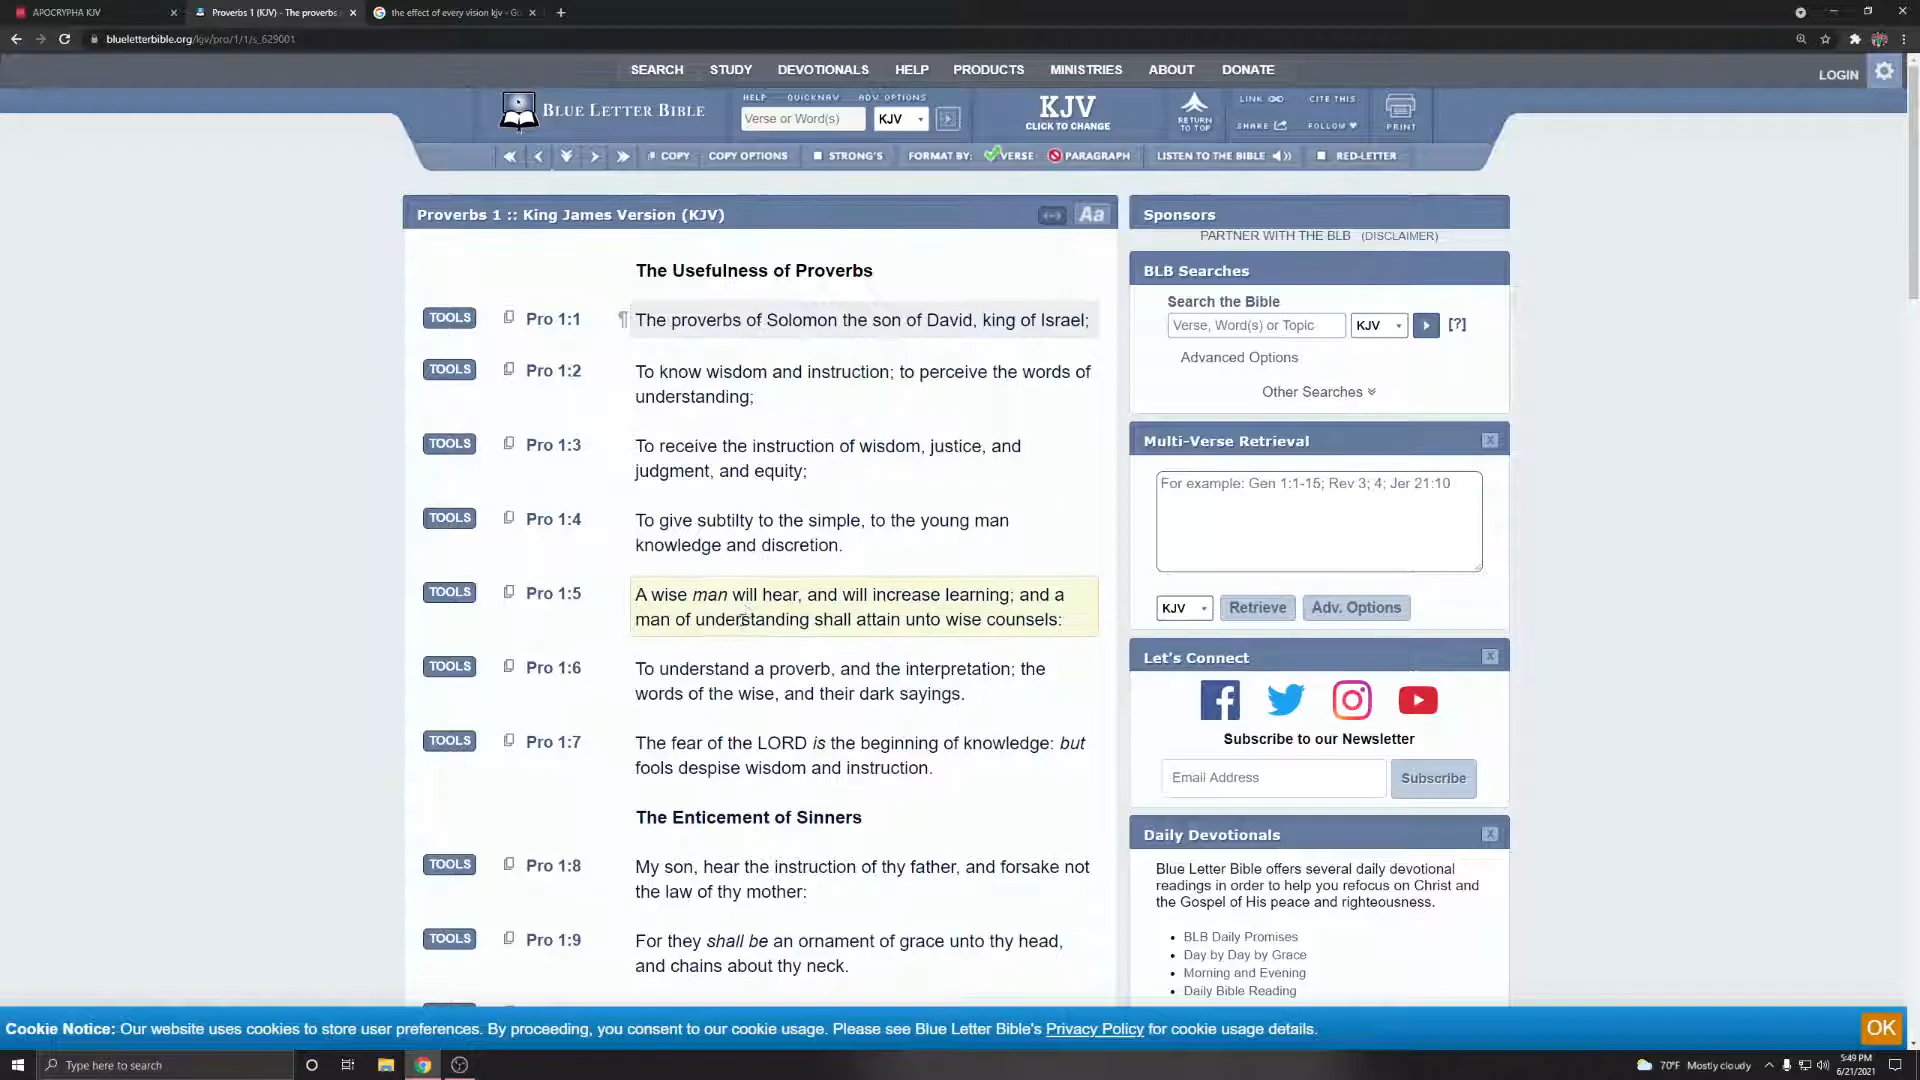 APOCRYPHA KJV
Proverbs 1 (KJV) - The proverbs
the effect of every vision kjv - Go
blueletterbible.org/kjv/pro/1/1/s_629001
SEARCH STUDY DEVOTIONALS HELP PRODUCTS MINISTRIES ABOUT DONATE
LOGIN
BLUE LETTER BIBLE
HELP QUICKNAV ADV. OPTIONS
Verse or Word(s) KJV
KJV
CLICK TO CHANGE
RETURN
TO TOP
LINK CITE THIS
SHARE FOLLOW
PRINT
COPY COPY OPTIONS STRONG'S FORMAT BY: VERSE PARAGRAPH LISTEN TO THE BIBLE RED-LETTER
Proverbs 1 :: King James Version (KJV)
Aa
The Usefulness of Proverbs
TOOLS Pro 1:1 ¶ The proverbs of Solomon the son of David, king of Israel;
TOOLS Pro 1:2 To know wisdom and instruction; to perceive the words of
understanding;
TOOLS Pro 1:3 To receive the instruction of wisdom, justice, and
judgment, and equity;
TOOLS Pro 1:4 To give subtilty to the simple, to the young man
knowledge and discretion.
TOOLS Pro 1:5 A wise man will hear, and will increase learning; and a
man of understanding shall attain unto wise counsels:
TOOLS Pro 1:6 To understand a proverb, and the interpretation; the
words of the wise, and their dark sayings.
TOOLS Pro 1:7 The fear of the LORD is the beginning of knowledge: but
fools despise wisdom and instruction.
The Enticement of Sinners
TOOLS Pro 1:8 My son, hear the instruction of thy father, and forsake not
the law of thy mother:
TOOLS Pro 1:9 For they shall be an ornament of grace unto thy head,
and chains about thy neck.
Sponsors
PARTNER WITH THE BLB (DISCLAIMER)
BLB Searches
Search the Bible
Verse, Word(s) or Topic KJV [?]
Advanced Options
Other Searches
Multi-Verse Retrieval X
For example: Gen 1:1-15; Rev 3; 4; Jer 21:10
KJV Retrieve Adv. Options
Let's Connect X
Subscribe to our Newsletter
Email Address Subscribe
Daily Devotionals X
Blue Letter Bible offers several daily devotional
readings in order to help you refocus on Christ and
the Gospel of His peace and righteousness.
• BLB Daily Promises
• Day by Day by Grace
• Morning and Evening
• Daily Bible Reading
Cookie Notice: Our website uses cookies to store user preferences. By proceeding, you consent to our cookie usage. Please see Blue Letter Bible's Privacy Policy for cookie usage details.
OK
Type here to search
70°F Mostly cloudy
5:49 PM
6/21/2021